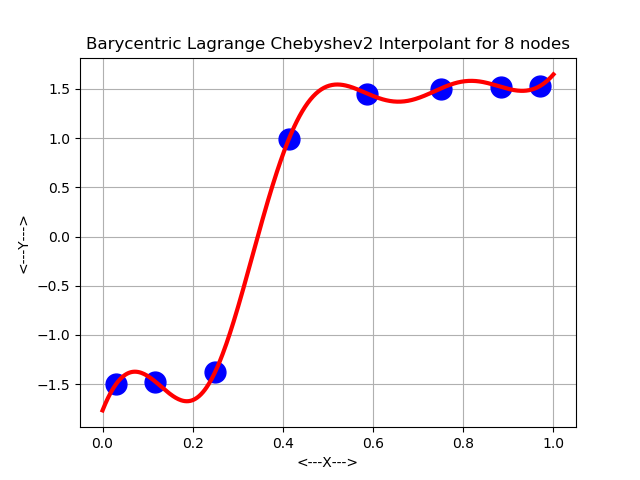 Barycentric Lagrange Chebyshev2 Interpolant for 8 nodes
1.5
1.0
0.5
0.0
−0.5
−1.0
−1.5
<---Y--->
0.0 0.2 0.4 0.6 0.8 1.0
<---X--->